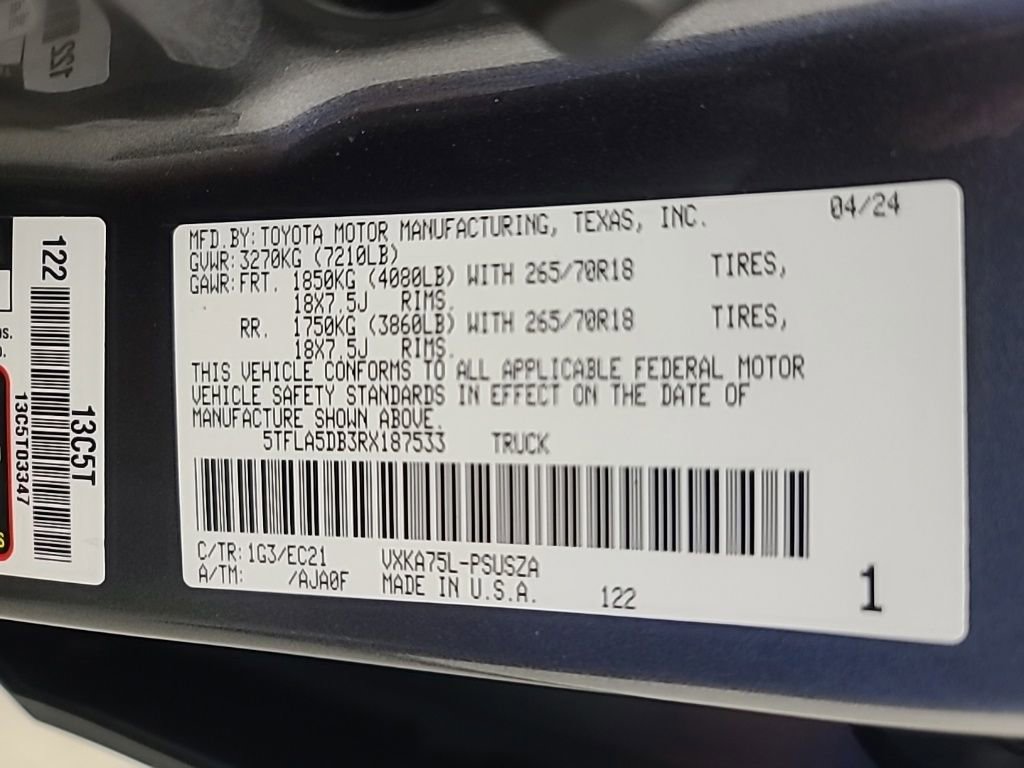 MFD.BY:TOYOTA MOTOR MANUFACTURING, TEXAS, INC. 04/24
GVWR:3270KG (7210LB)
GAWR:FRT. 1850KG (4080LB) WITH 265/70R18 TIRES,
18X7.5J RIMS.
RR. 1750KG (3860LB) WITH 265/70R18 TIRES,
18X7.5J RIMS.
THIS VEHICLE CONFORMS TO ALL APPLICABLE FEDERAL MOTOR
VEHICLE SAFETY STANDARDS IN EFFECT ON THE DATE OF
MANUFACTURE SHOWN ABOVE.
5TFLA5DB3RX187533 TRUCK
C/TR:1G3/EC21 VXKA75L-PSUSZA
A/TM: /AJA0F MADE IN U.S.A. 122 1
122
13C5T
13C5T03347
122